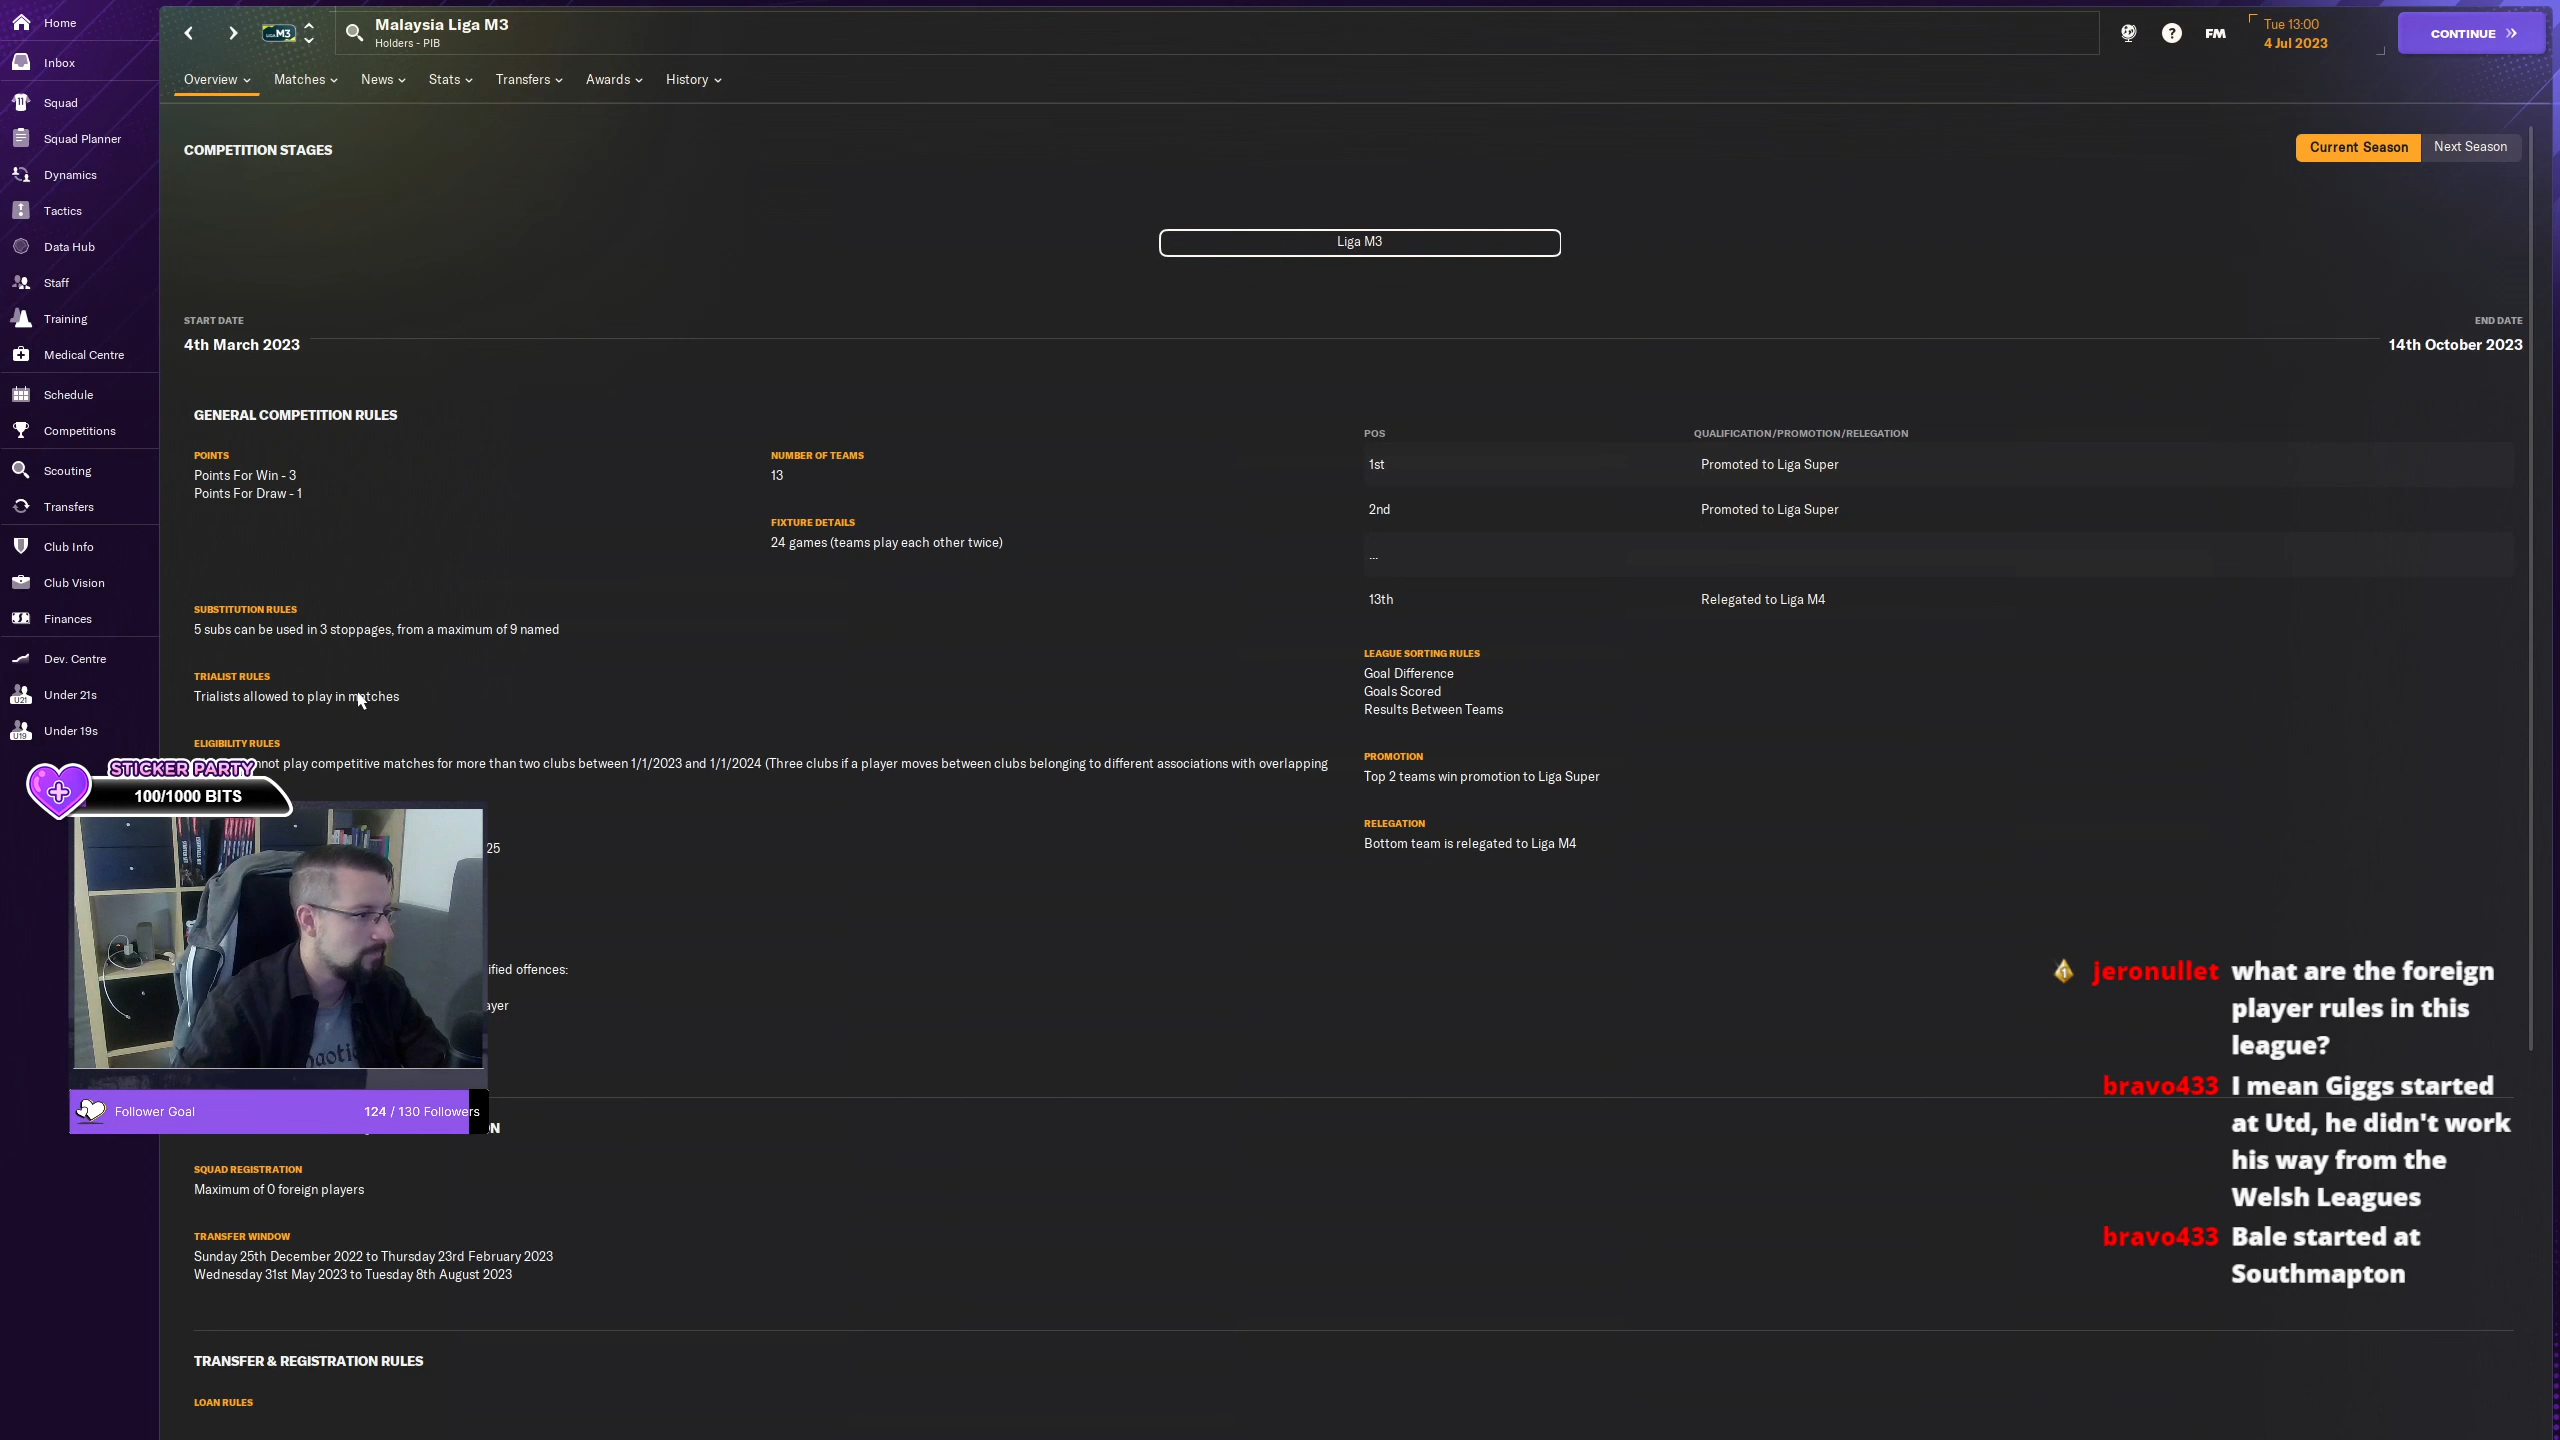 Home
Inbox
Squad
Squad Planner
Dynamics
Tactics
Data Hub
Staff
Training
Medical Centre
Schedule
Competitions
Scouting
Transfers
Club Info
Club Vision
Finances
Dev. Centre
Under 21s
Under 19s
M3
Malaysia Liga M3
Holders - PIB
FM
Tue 13:00
4 Jul 2023
CONTINUE
Overview
Matches
News
Stats
Transfers
Awards
History
COMPETITION STAGES
Current Season
Next Season
Liga M3
START DATE
4th March 2023
END DATE
14th October 2023
GENERAL COMPETITION RULES
POINTS
Points For Win - 3
Points For Draw - 1
NUMBER OF TEAMS
13
FIXTURE DETAILS
24 games (teams play each other twice)
SUBSTITUTION RULES
5 subs can be used in 3 stoppages, from a maximum of 9 named
TRIALIST RULES
Trialists allowed to play in matches
ELIGIBILITY RULES
not play competitive matches for more than two clubs between 1/1/2023 and 1/1/2024 (Three clubs if a player moves between clubs belonging to different associations with overlapping
25
ified offences:
ayer
POS QUALIFICATION/PROMOTION/RELEGATION
1st Promoted to Liga Super
2nd Promoted to Liga Super
...
13th Relegated to Liga M4
LEAGUE SORTING RULES
Goal Difference
Goals Scored
Results Between Teams
PROMOTION
Top 2 teams win promotion to Liga Super
RELEGATION
Bottom team is relegated to Liga M4
STICKER PARTY
100/1000 BITS
Follower Goal 124 / 130 Followers
ON
SQUAD REGISTRATION
Maximum of 0 foreign players
TRANSFER WINDOW
Sunday 25th December 2022 to Thursday 23rd February 2023
Wednesday 31st May 2023 to Tuesday 8th August 2023
TRANSFER & REGISTRATION RULES
LOAN RULES
jeronullet what are the foreign
player rules in this
league?
bravo433 I mean Giggs started
at Utd, he didn't work
his way from the
Welsh Leagues
bravo433 Bale started at
Southmapton